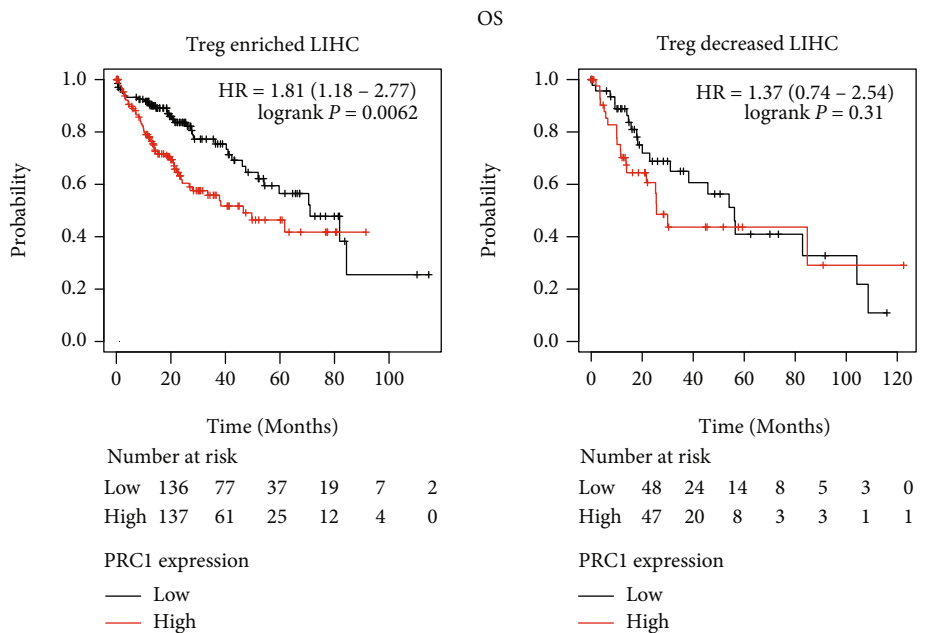 OS
Treg enriched LIHC
HR = 1.81 (1.18 – 2.77)
logrank P = 0.0062
Probability
1.0
0.8
0.6
0.4
0.2
0.0
0 20 40 60 80 100
Time (Months)
Number at risk
Low 136 77 37 19 7 2
High 137 61 25 12 4 0
PRC1 expression
Low
High
Treg decreased LIHC
HR = 1.37 (0.74 – 2.54)
logrank P = 0.31
Probability
1.0
0.8
0.6
0.4
0.2
0.0
0 20 40 60 80 100 120
Time (Months)
Number at risk
Low 48 24 14 8 5 3 0
High 47 20 8 3 3 1 1
PRC1 expression
Low
High